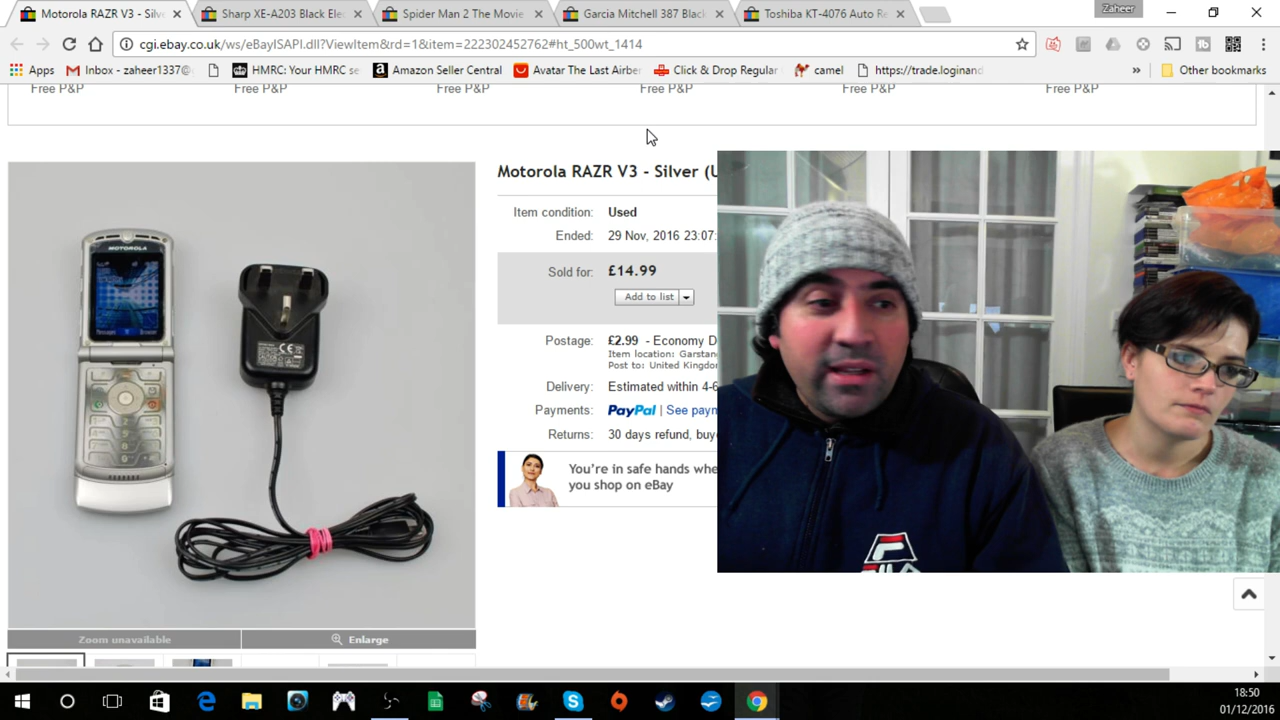 Motorola RAZR V3 - Silv
Sharp XE-A203 Black Ele
Spider Man 2 The Movie
Garcia Mitchell 387 Black
Toshiba KT-4076 Auto Re
Zaheer
cgi.ebay.co.uk/ws/eBayISAPI.dll?ViewItem&rd=1&item=222302452762#ht_500wt_1414
Apps
Inbox - zaheer1337@
HMRC: Your HMRC se
Amazon Seller Central
Avatar The Last Airber
Click & Drop Regular
camel
https://trade.loginand
»
Other bookmarks
Free P&P
Free P&P
Free P&P
Free P&P
Free P&P
Free P&P
Motorola RAZR V3 - Silver (U
Item condition: Used
Ended: 29 Nov, 2016 23:07:
Sold for: £14.99
Add to list
Postage: £2.99 - Economy D
Item location: Garstan
Post to: United Kingdo
Delivery: Estimated within 4-6
Payments: PayPal | See paym
Returns: 30 days refund, buye
You're in safe hands whe
you shop on eBay
MOTOROLA
Messages
Browser
CE
FILA
Zoom unavailable
Enlarge
18:50
01/12/2016